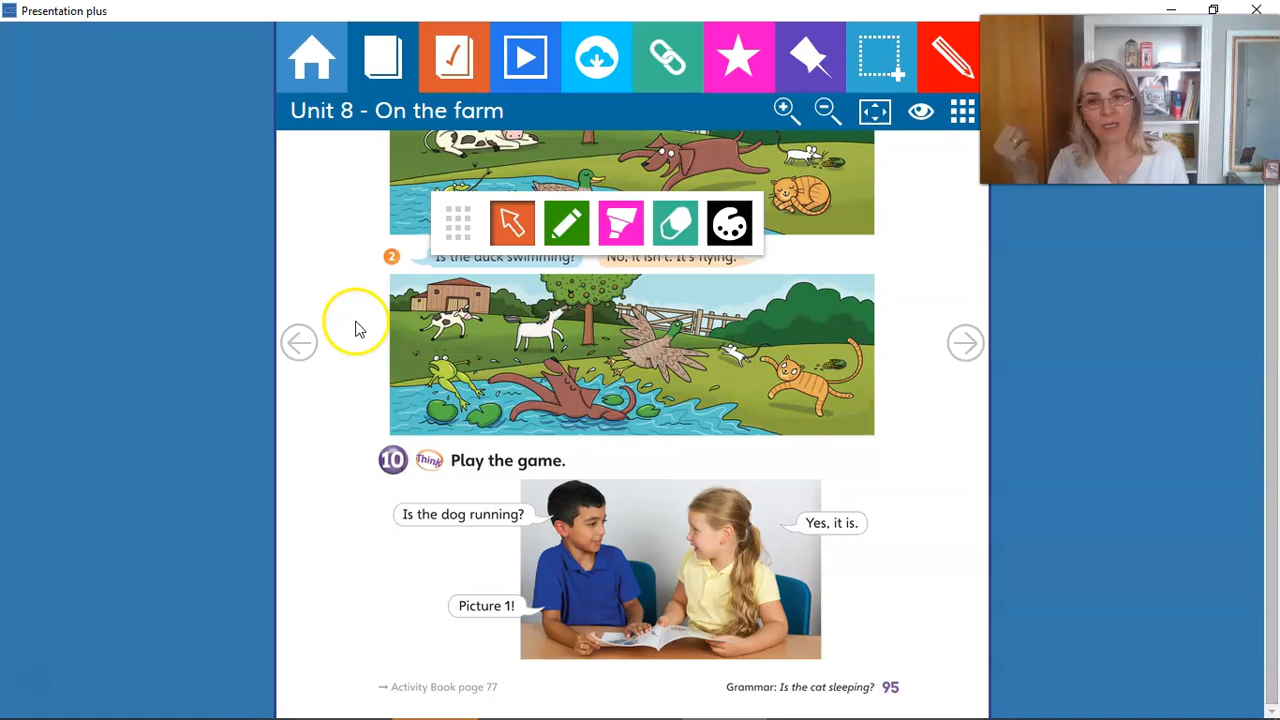 Presentation plus
Unit 8 - On the farm
2
Is the duck swimming?
No, it isn't. It's flying.
10 Think Play the game.
Is the dog running?
Yes, it is.
Picture 1!
→ Activity Book page 77
Grammar: Is the cat sleeping? 95